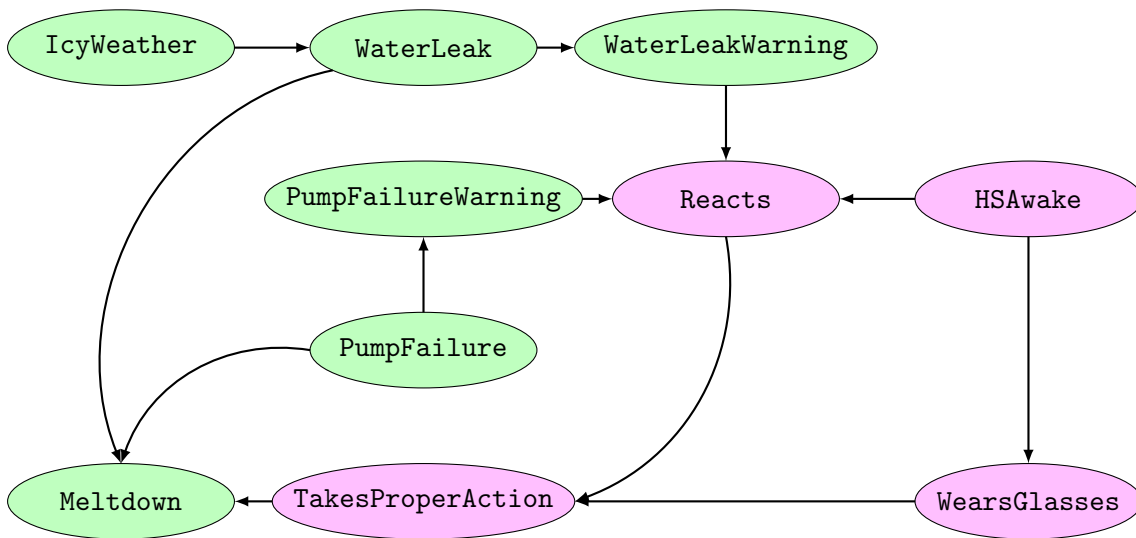 IcyWeather
WaterLeak
WaterLeakWarning
PumpFailureWarning
Reacts
HSAwake
PumpFailure
Meltdown
TakesProperAction
WearsGlasses